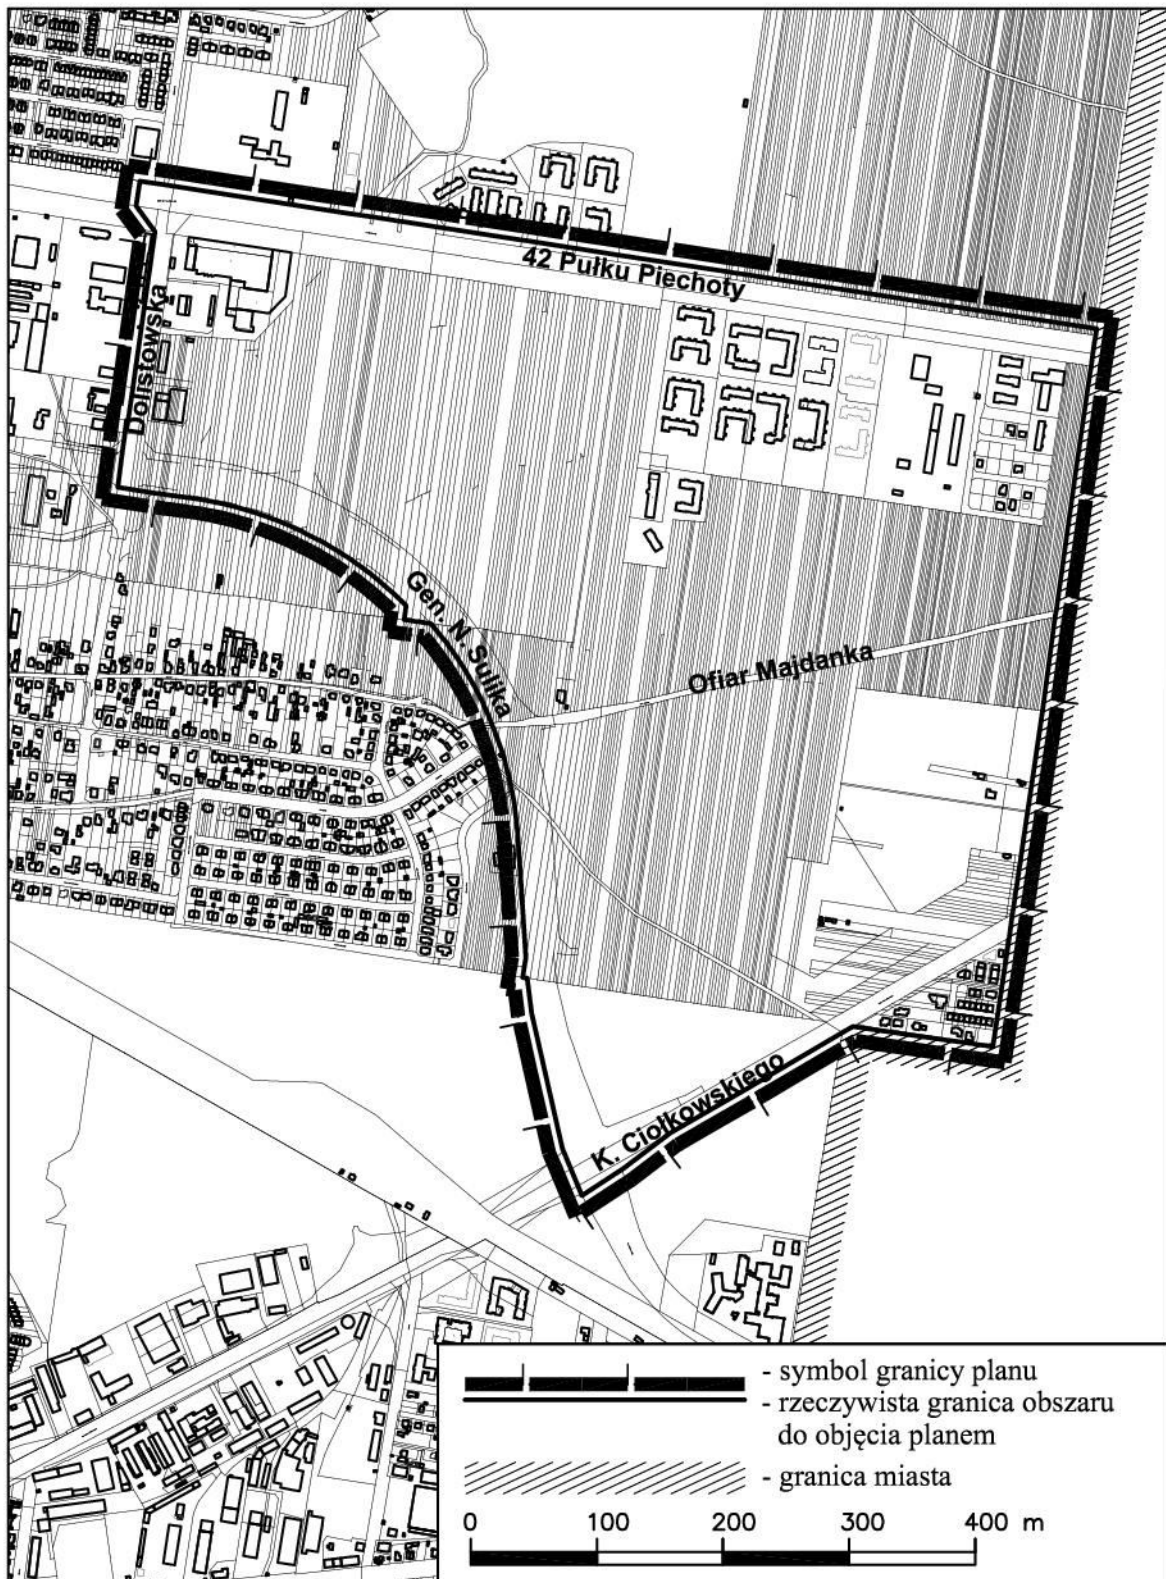 42 Pułku Piechoty
Dolistowska
Gen. N. Sulika
Ofiar Majdanka
K. Ciołkowskiego
- symbol granicy planu
- rzeczywista granica obszaru
do objęcia planem
- granica miasta
0 100 200 300 400 m